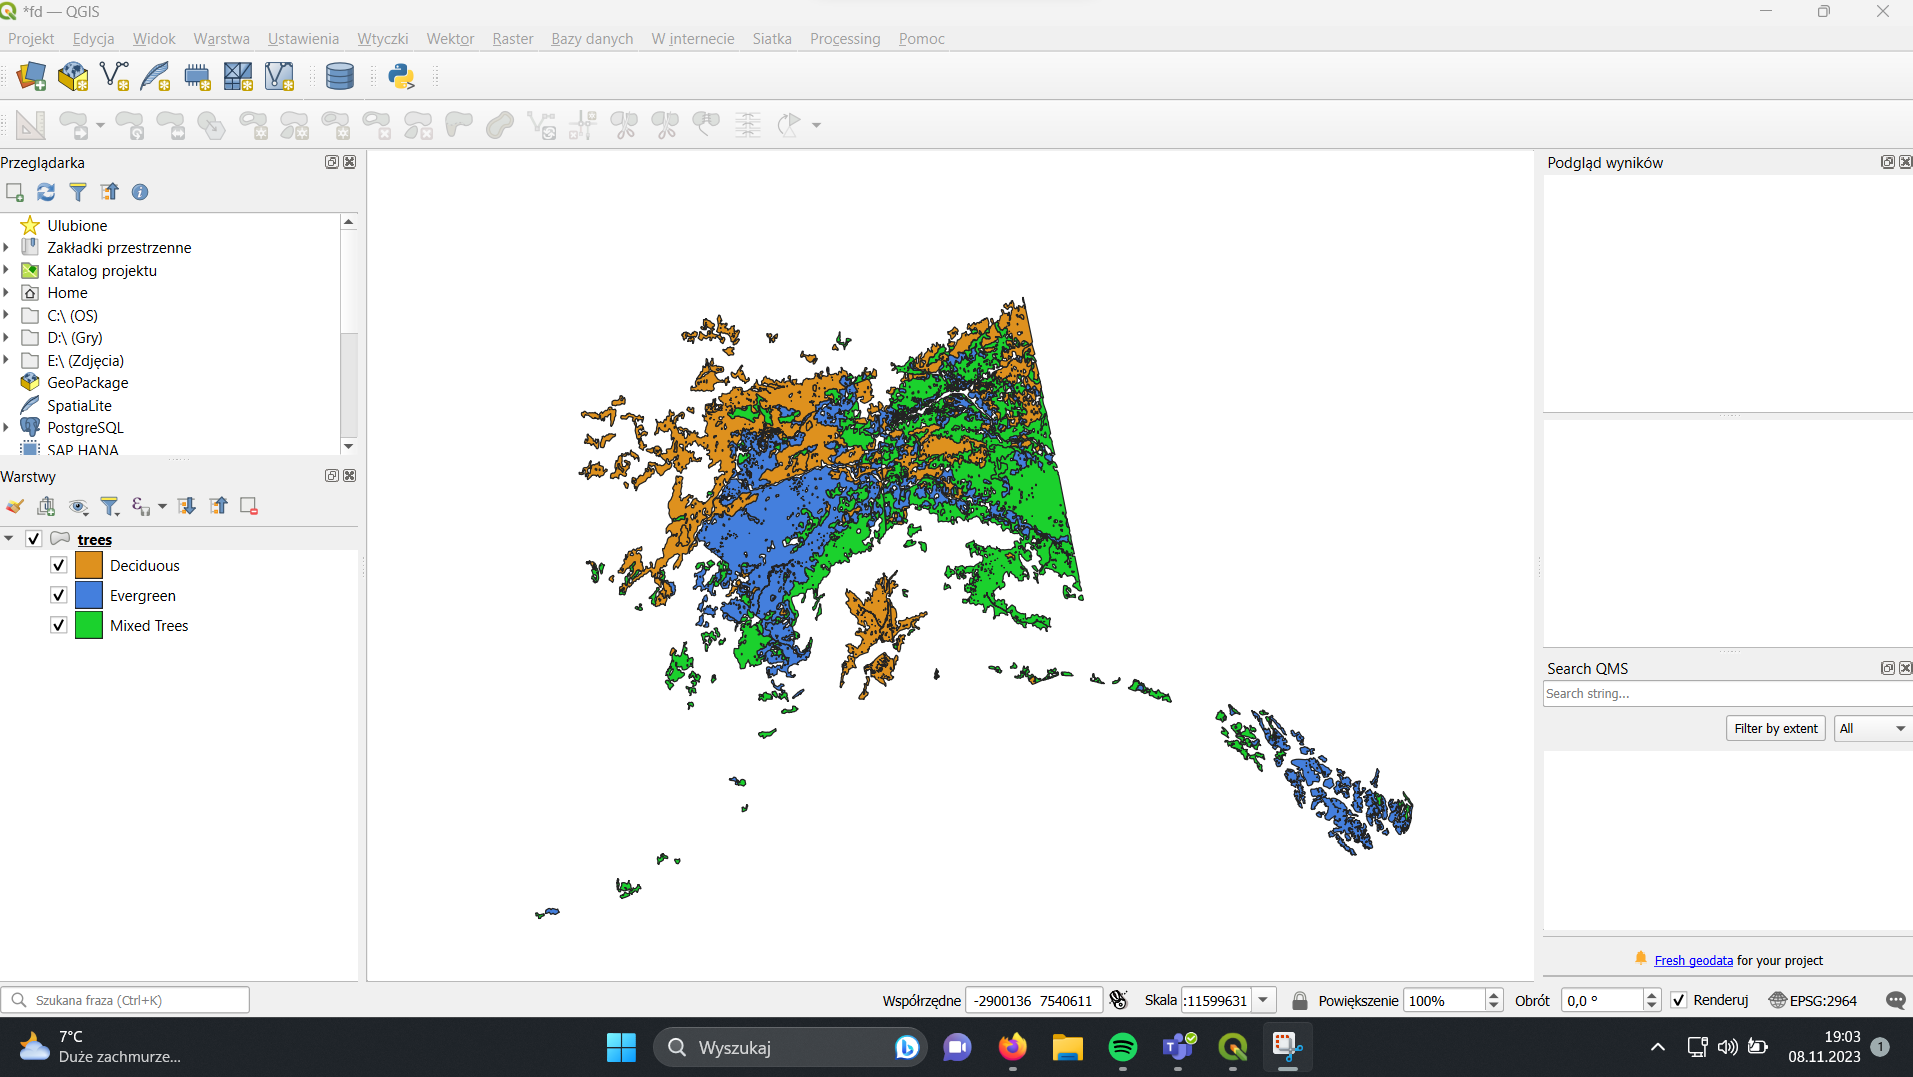 *fd — QGIS
Projekt Edycja Widok Warstwa Ustawienia Wtyczki Wektor Raster Bazy danych W internecie Siatka Processing Pomoc
Przeglądarka
Ulubione
Zakładki przestrzenne
Katalog projektu
Home
C:\ (OS)
D:\ (Gry)
E:\ (Zdjęcia)
GeoPackage
SpatiaLite
PostgreSQL
SAP HANA
Warstwy
trees
Deciduous
Evergreen
Mixed Trees
Podgląd wyników
Search QMS
Search string...
Filter by extent All
Fresh geodata for your project
Szukana fraza (Ctrl+K) Współrzędne -2900136 7540611 Skala :11599631 Powiększenie 100% Obrót 0,0 ° Renderuj EPSG:2964
7°C
Duże zachmurze...
Wyszukaj
19:03
08.11.2023
1